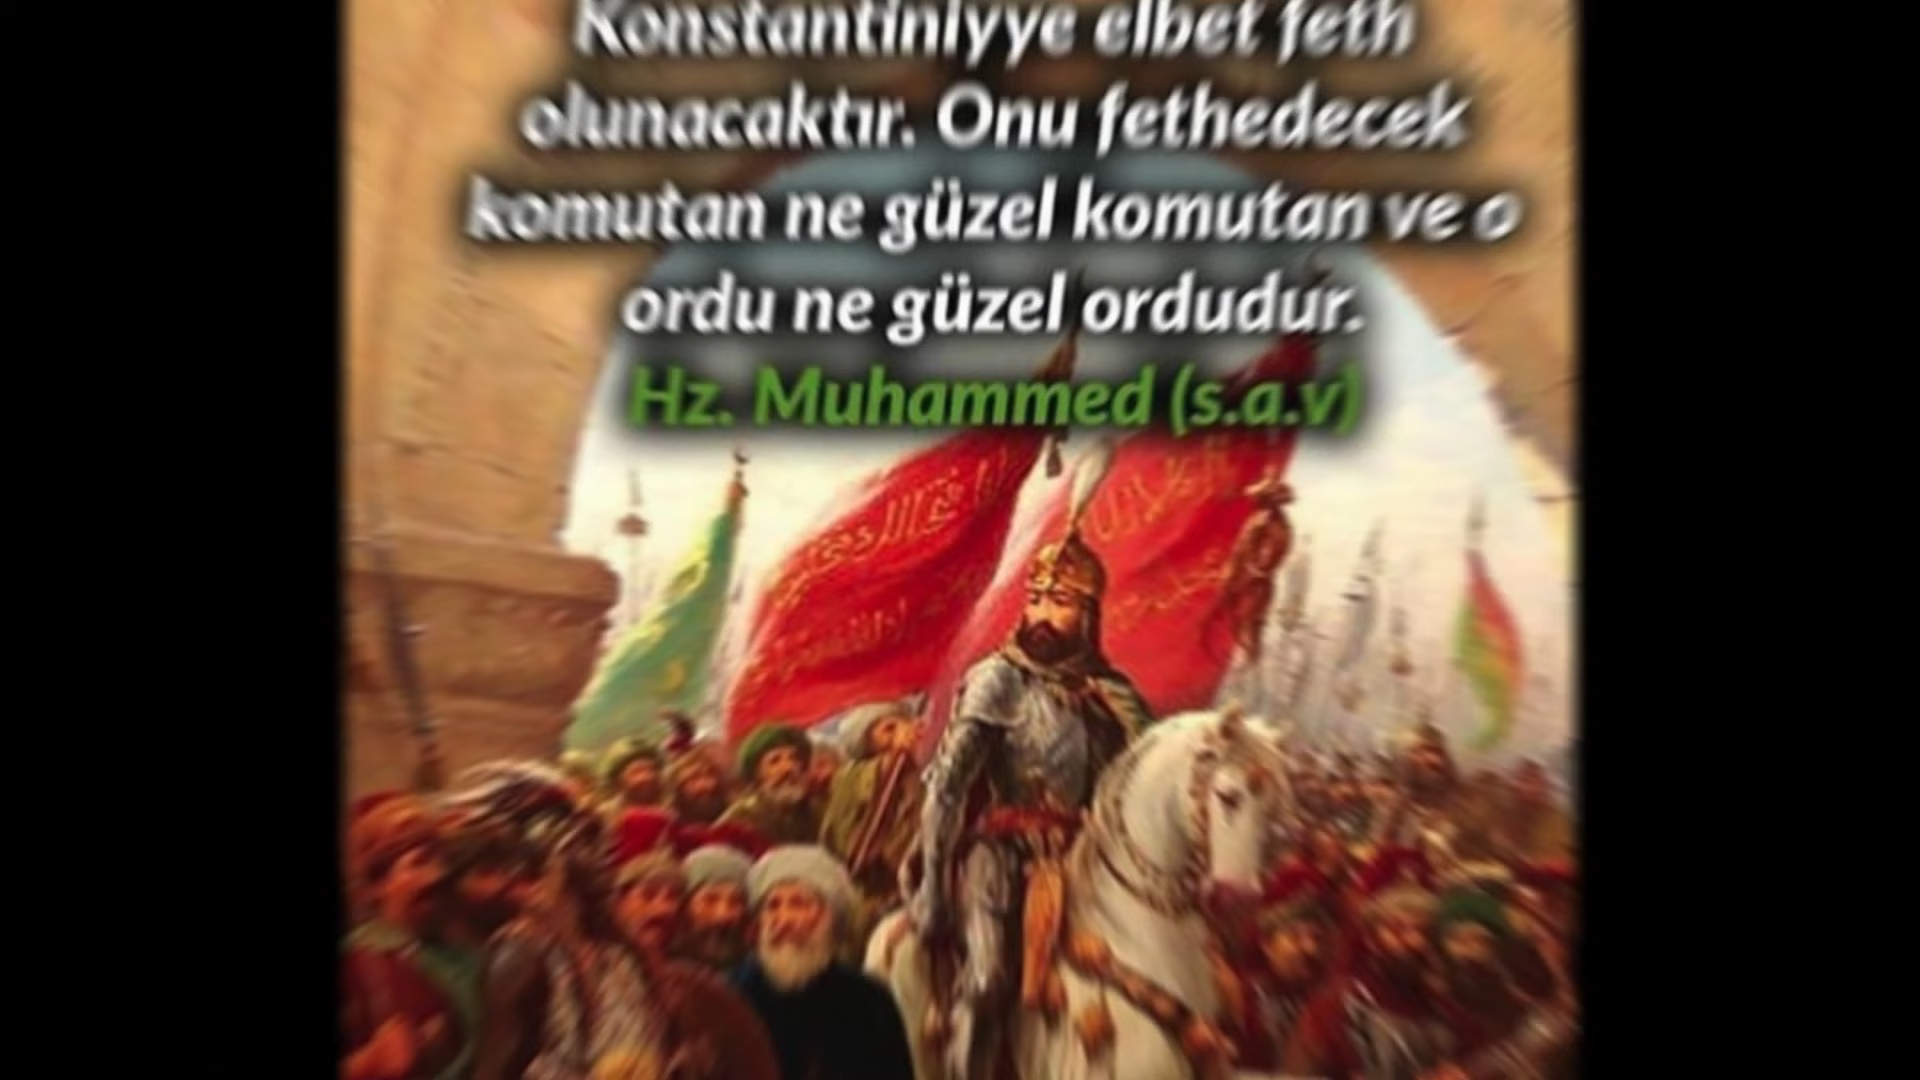 Konstantiniyye elbet feth
olunacaktır. Onu fethedecek
komutan ne güzel komutan ve o
ordu ne güzel ordudur.
Hz. Muhammed (s.a.v)